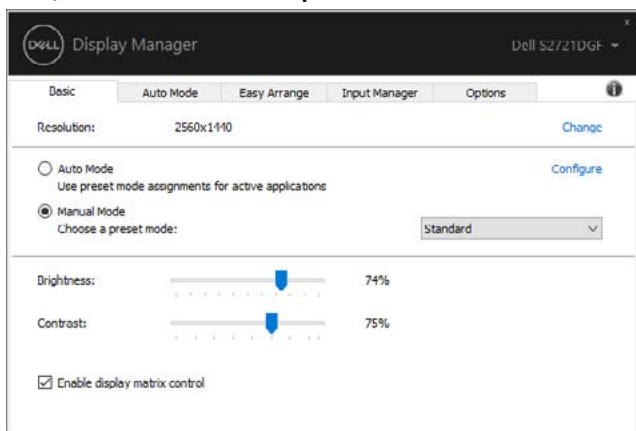 DELL Display Manager
Dell S2721DGF
Basic Auto Mode Easy Arrange Input Manager Options
Resolution: 2560x1440 Change
Auto Mode Configure
Use preset mode assignments for active applications
Manual Mode
Choose a preset mode: Standard
Brightness: 74%
Contrast: 75%
Enable display matrix control